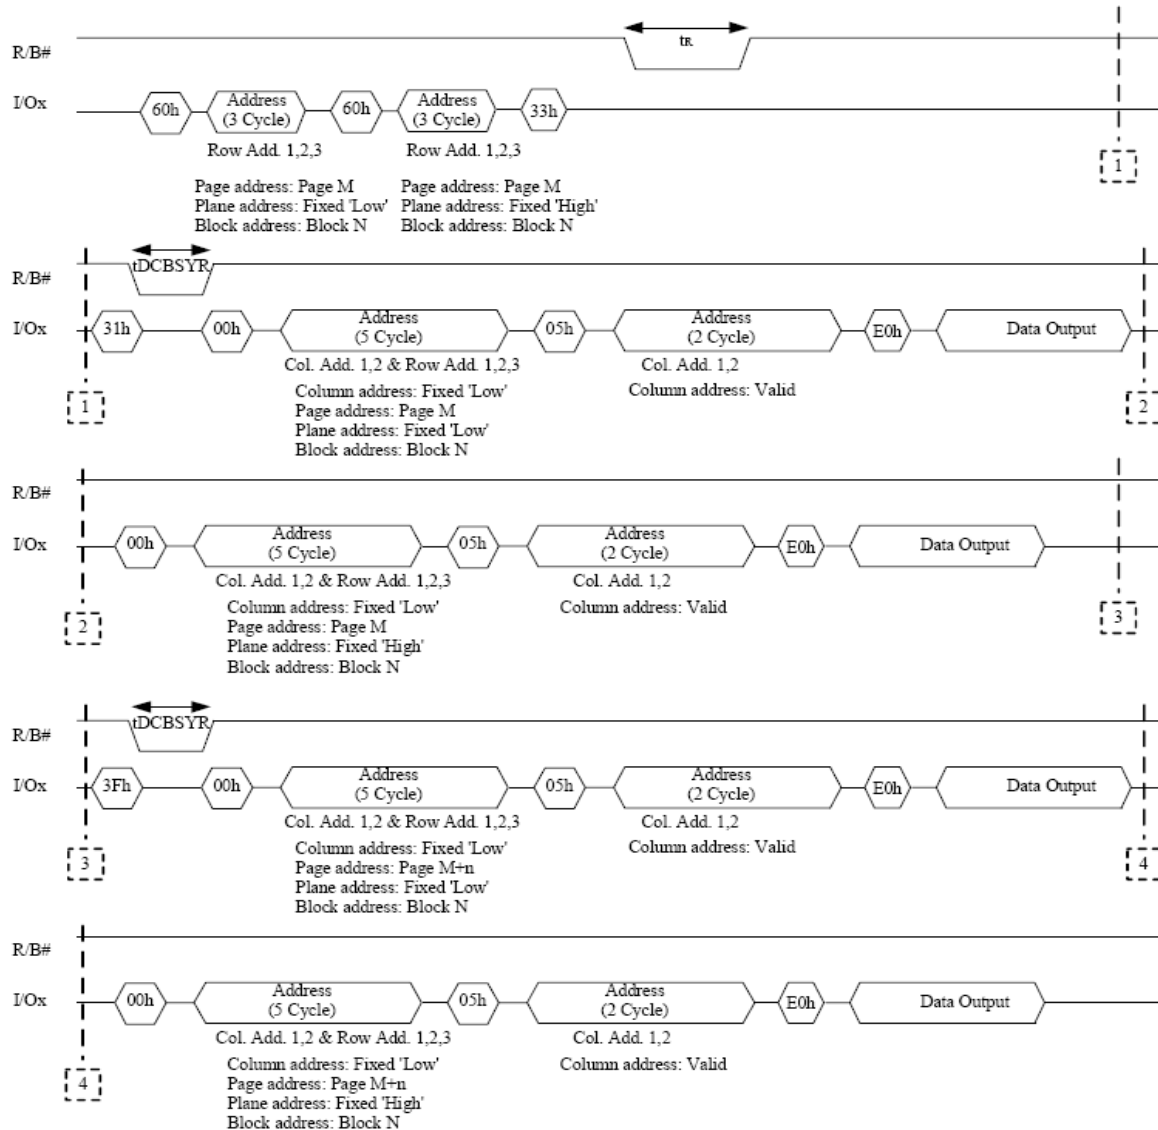 tR
R/B#
I/Ox
60h Address (3 Cycle) 60h Address (3 Cycle) 33h
Row Add. 1,2,3 Row Add. 1,2,3
1
Page address: Page M Page address: Page M
Plane address: Fixed 'Low' Plane address: Fixed 'High'
Block address: Block N Block address: Block N
tDCBSYR
R/B#
I/Ox
31h 00h Address (5 Cycle) 05h Address (2 Cycle) E0h Data Output
Col. Add. 1,2 & Row Add. 1,2,3 Col. Add. 1,2
Column address: Fixed 'Low' Column address: Valid
1 Page address: Page M 2
Plane address: Fixed 'Low'
Block address: Block N
R/B#
I/Ox
00h Address (5 Cycle) 05h Address (2 Cycle) E0h Data Output
Col. Add. 1,2 & Row Add. 1,2,3 Col. Add. 1,2
Column address: Fixed 'Low' Column address: Valid
2 Page address: Page M 3
Plane address: Fixed 'High'
Block address: Block N
tDCBSYR
R/B#
I/Ox
3Fh 00h Address (5 Cycle) 05h Address (2 Cycle) E0h Data Output
Col. Add. 1,2 & Row Add. 1,2,3 Col. Add. 1,2
Column address: Fixed 'Low' Column address: Valid
3 Page address: Page M+n 4
Plane address: Fixed 'Low'
Block address: Block N
R/B#
I/Ox
00h Address (5 Cycle) 05h Address (2 Cycle) E0h Data Output
Col. Add. 1,2 & Row Add. 1,2,3 Col. Add. 1,2
Column address: Fixed 'Low' Column address: Valid
4 Page address: Page M+n
Plane address: Fixed 'High'
Block address: Block N